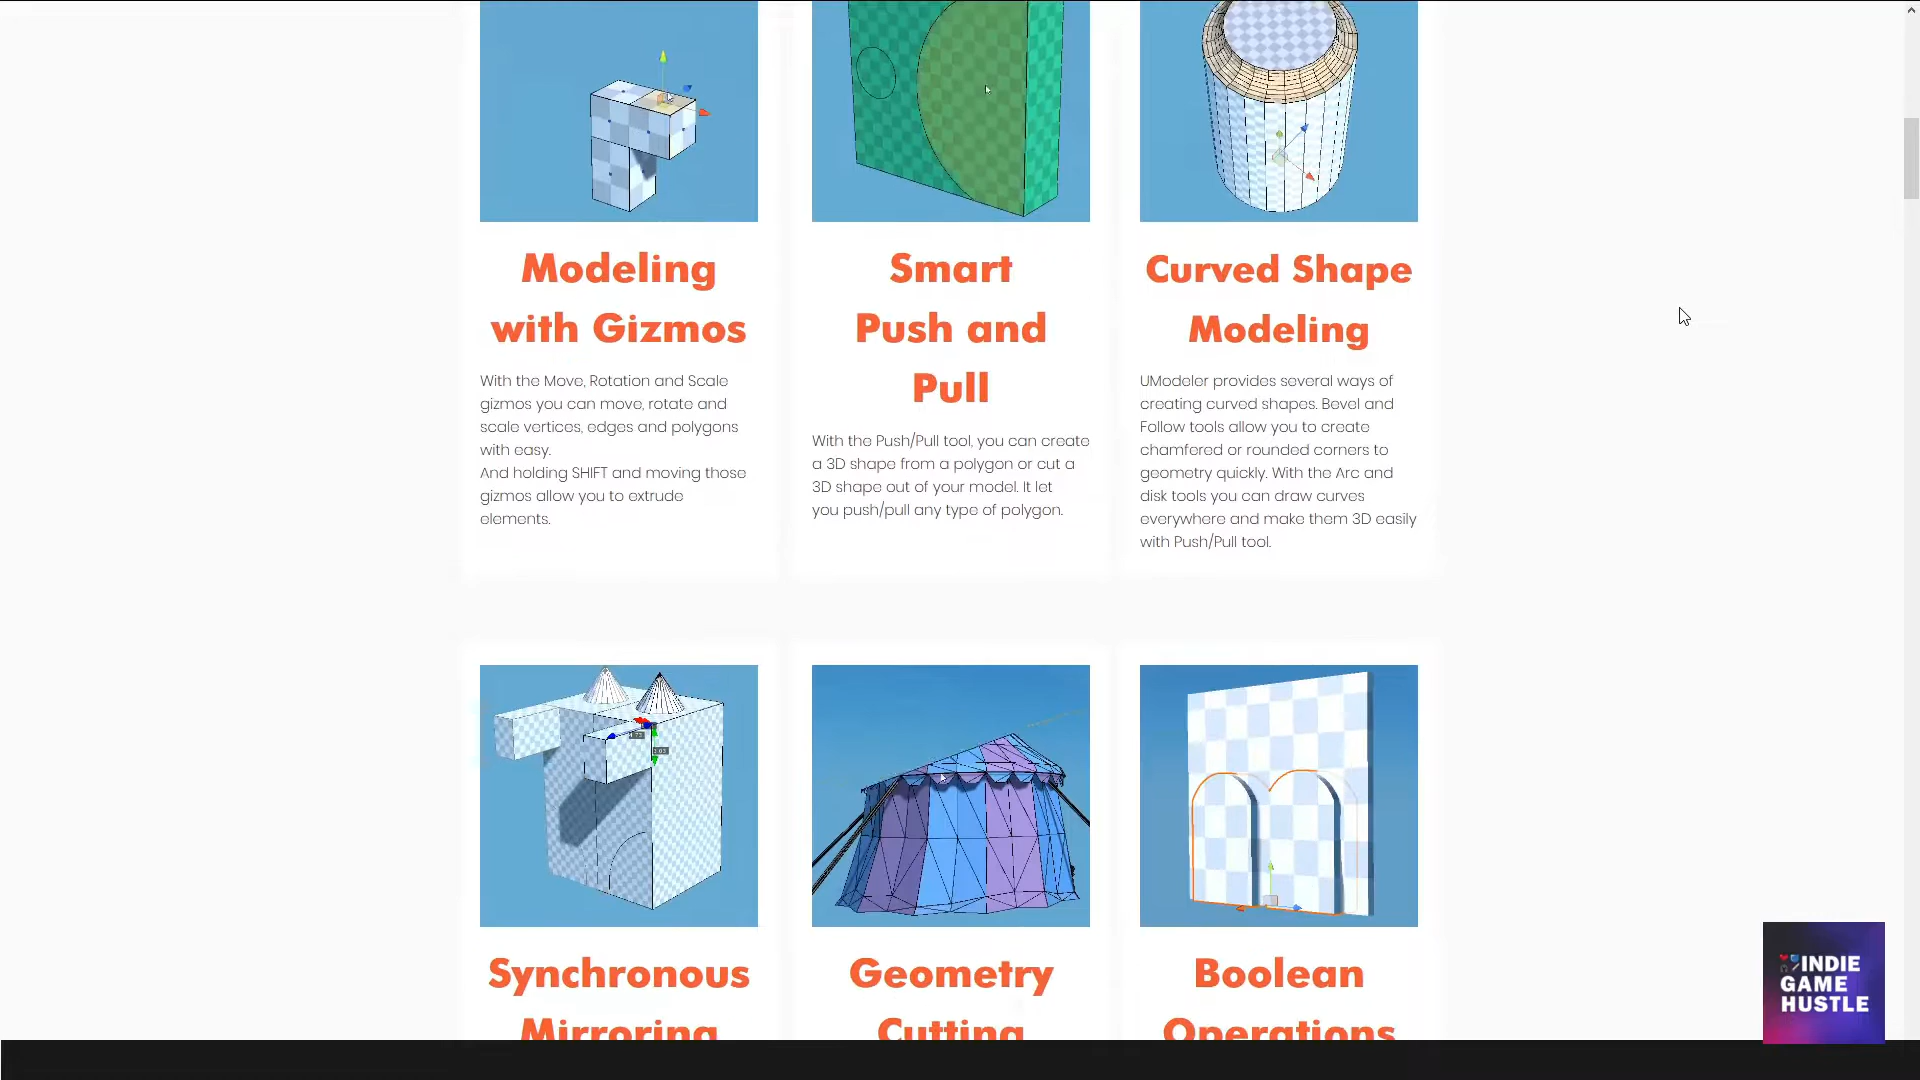 Modeling
with Gizmos
With the Move, Rotation and Scale
gizmos you can move, rotate and
scale vertices, edges and polygons
with easy.
And holding SHIFT and moving those
gizmos allow you to extrude
elements.
Smart
Push and
Pull
With the Push/Pull tool, you can create
a 3D shape from a polygon or cut a
3D shape out of your model. It let
you push/pull any type of polygon.
Curved Shape
Modeling
UModeler provides several ways of
creating curved shapes. Bevel and
Follow tools allow you to create
chamfered or rounded corners to
geometry quickly. With the Arc and
disk tools you can draw curves
everywhere and make them 3D easily
with Push/Pull tool.
Synchronous
Mirroring
Geometry
Cutting
Boolean
Operations
INDIE
GAME
HUSTLE